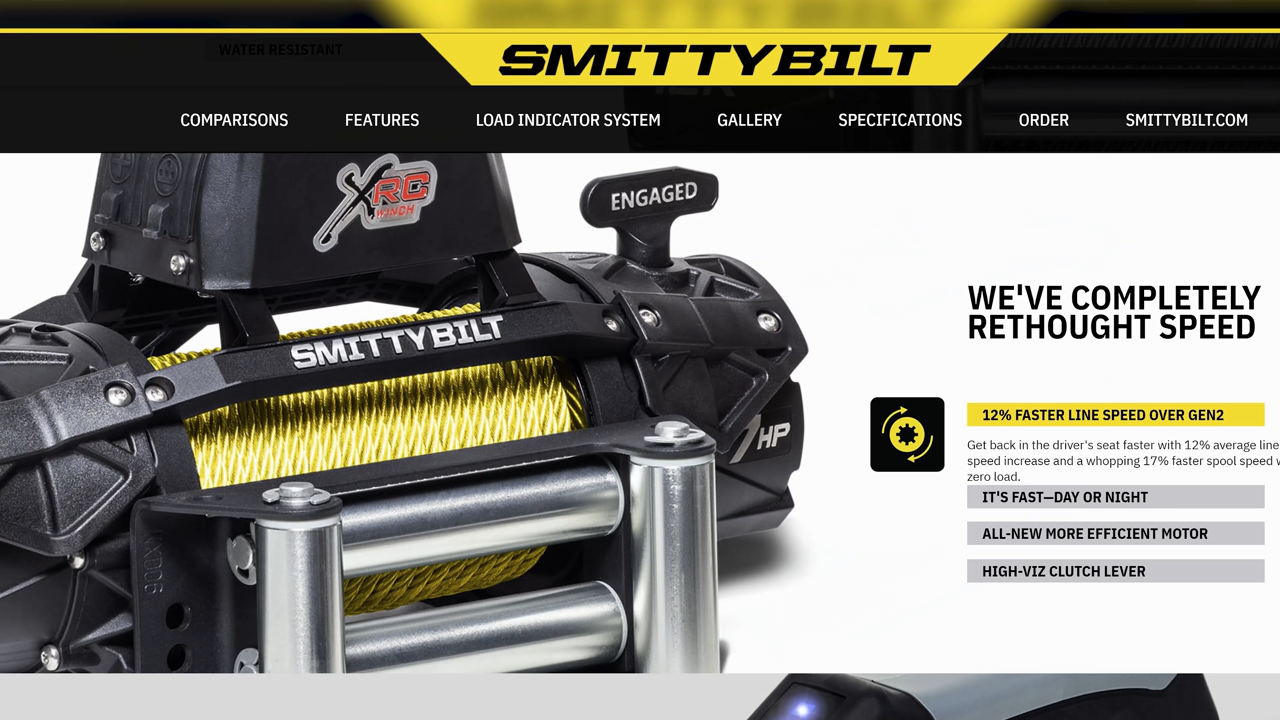 WATER RESISTANT
SMITTYBILT
COMPARISONS
FEATURES
LOAD INDICATOR SYSTEM
GALLERY
SPECIFICATIONS
ORDER
SMITTYBILT.COM
XRC
WINCH
ENGAGED
SMITTYBILT
HP
WE'VE COMPLETELY
RETHOUGHT SPEED
12% FASTER LINE SPEED OVER GEN2
Get back in the driver's seat faster with 12% average line
speed increase and a whopping 17% faster spool speed w
zero load.
IT'S FAST—DAY OR NIGHT
ALL-NEW MORE EFFICIENT MOTOR
HIGH-VIZ CLUTCH LEVER